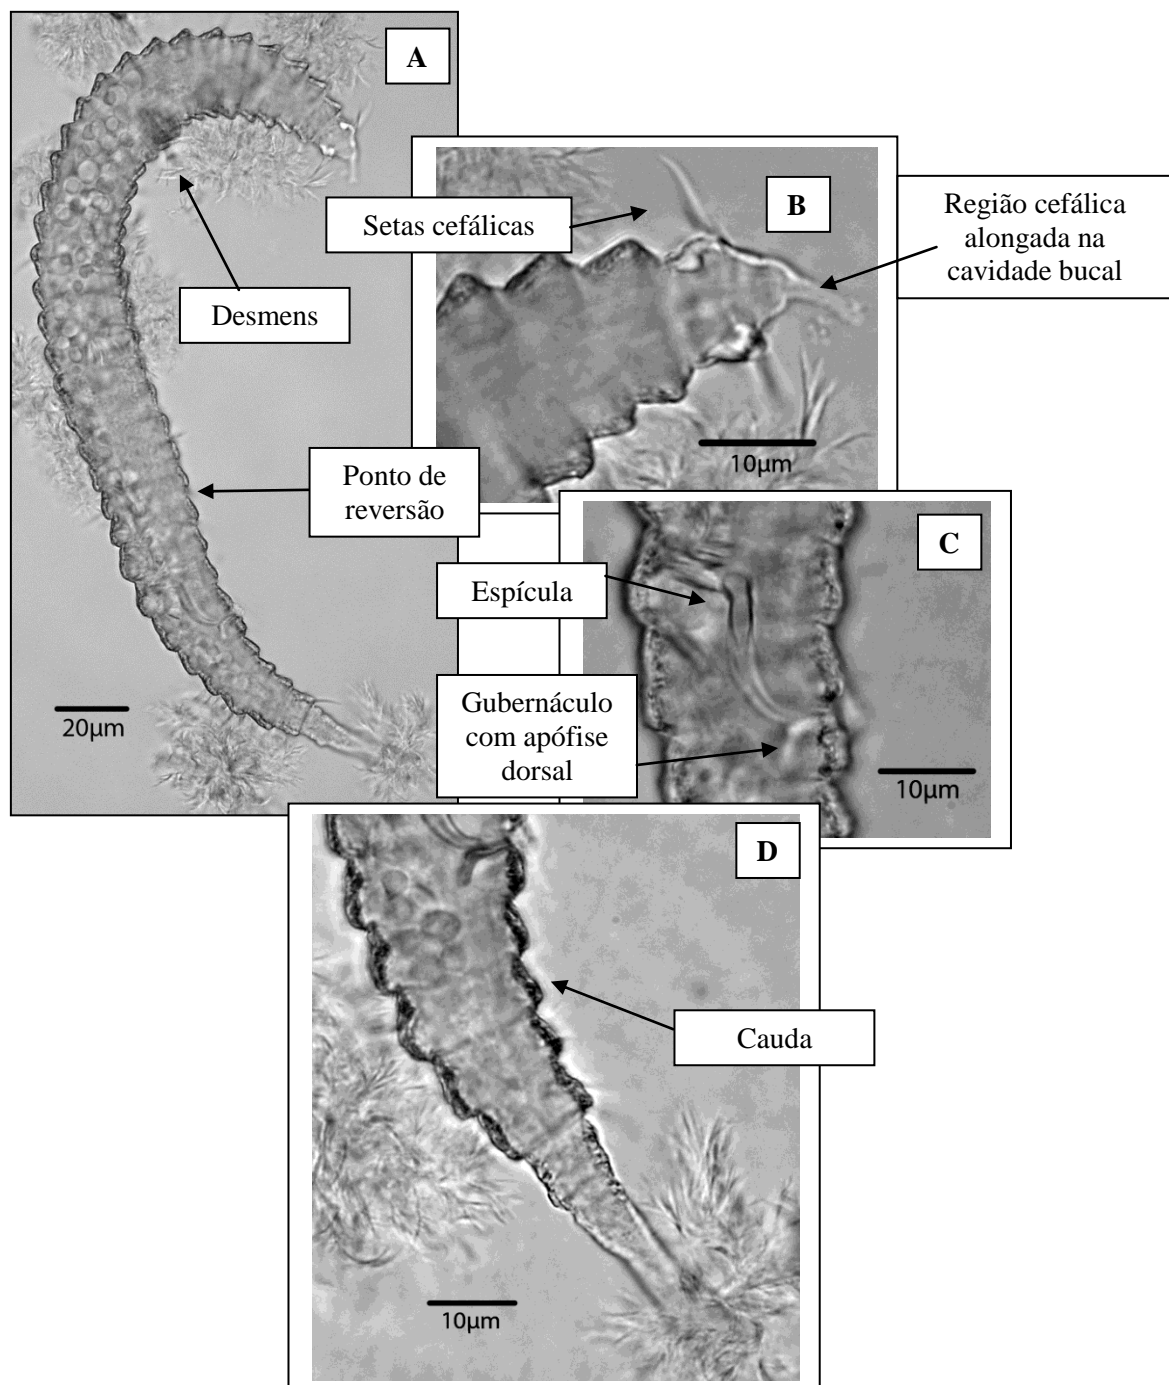 A
Desmens
Ponto de
reversão
20µm
Setas cefálicas
B
Região cefálica
alongada na
cavidade bucal
10µm
C
Espícula
Gubernáculo
com apófise
dorsal
10µm
D
Cauda
10µm